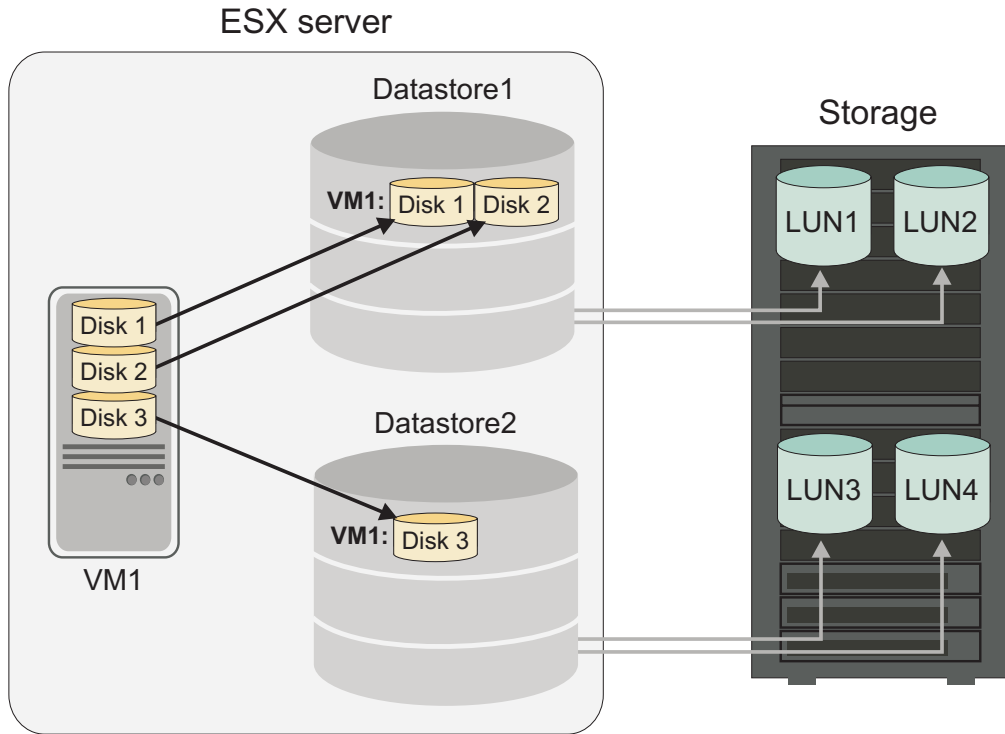 ESX server
Datastore1
Storage
VM1: Disk 1 Disk 2
LUN1 LUN2
Disk 1
Disk 2
Disk 3
Datastore2
LUN3 LUN4
VM1: Disk 3
VM1